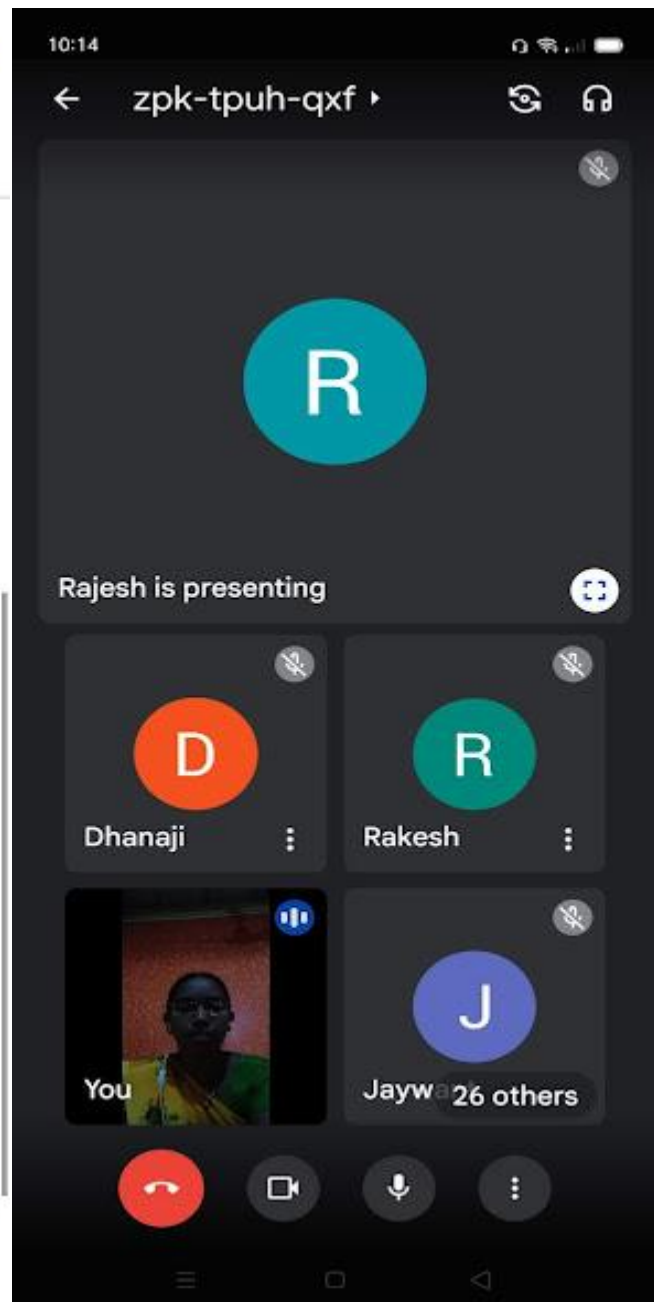 10:14
zpk-tpuh-qxf
R
Rajesh is presenting
D
R
Dhanaji
Rakesh
J
You
26 others